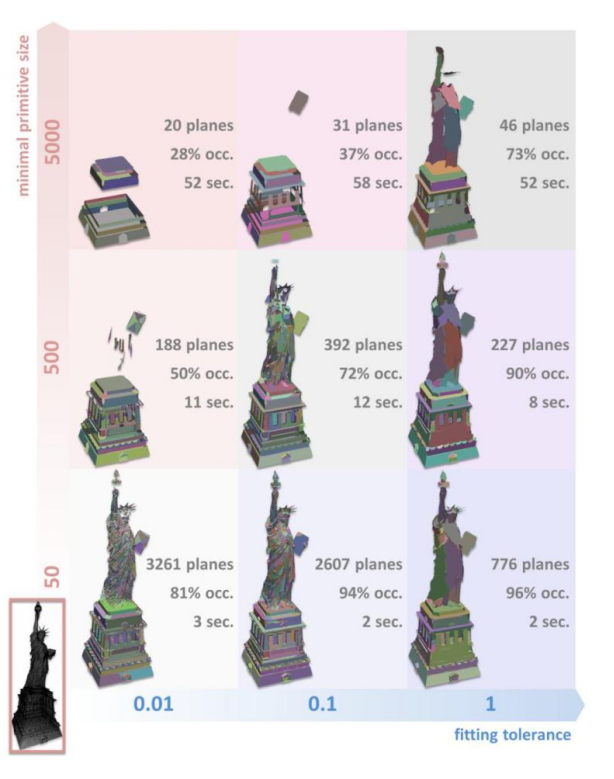 minimal primitive size
5000
20 planes
28% occ.
52 sec.
31 planes
37% occ.
58 sec.
46 planes
73% occ.
52 sec.
500
188 planes
50% occ.
11 sec.
392 planes
72% occ.
12 sec.
227 planes
90% occ.
8 sec.
50
3261 planes
81% occ.
3 sec.
2607 planes
94% occ.
2 sec.
776 planes
96% occ.
2 sec.
0.01
0.1
1
fitting tolerance